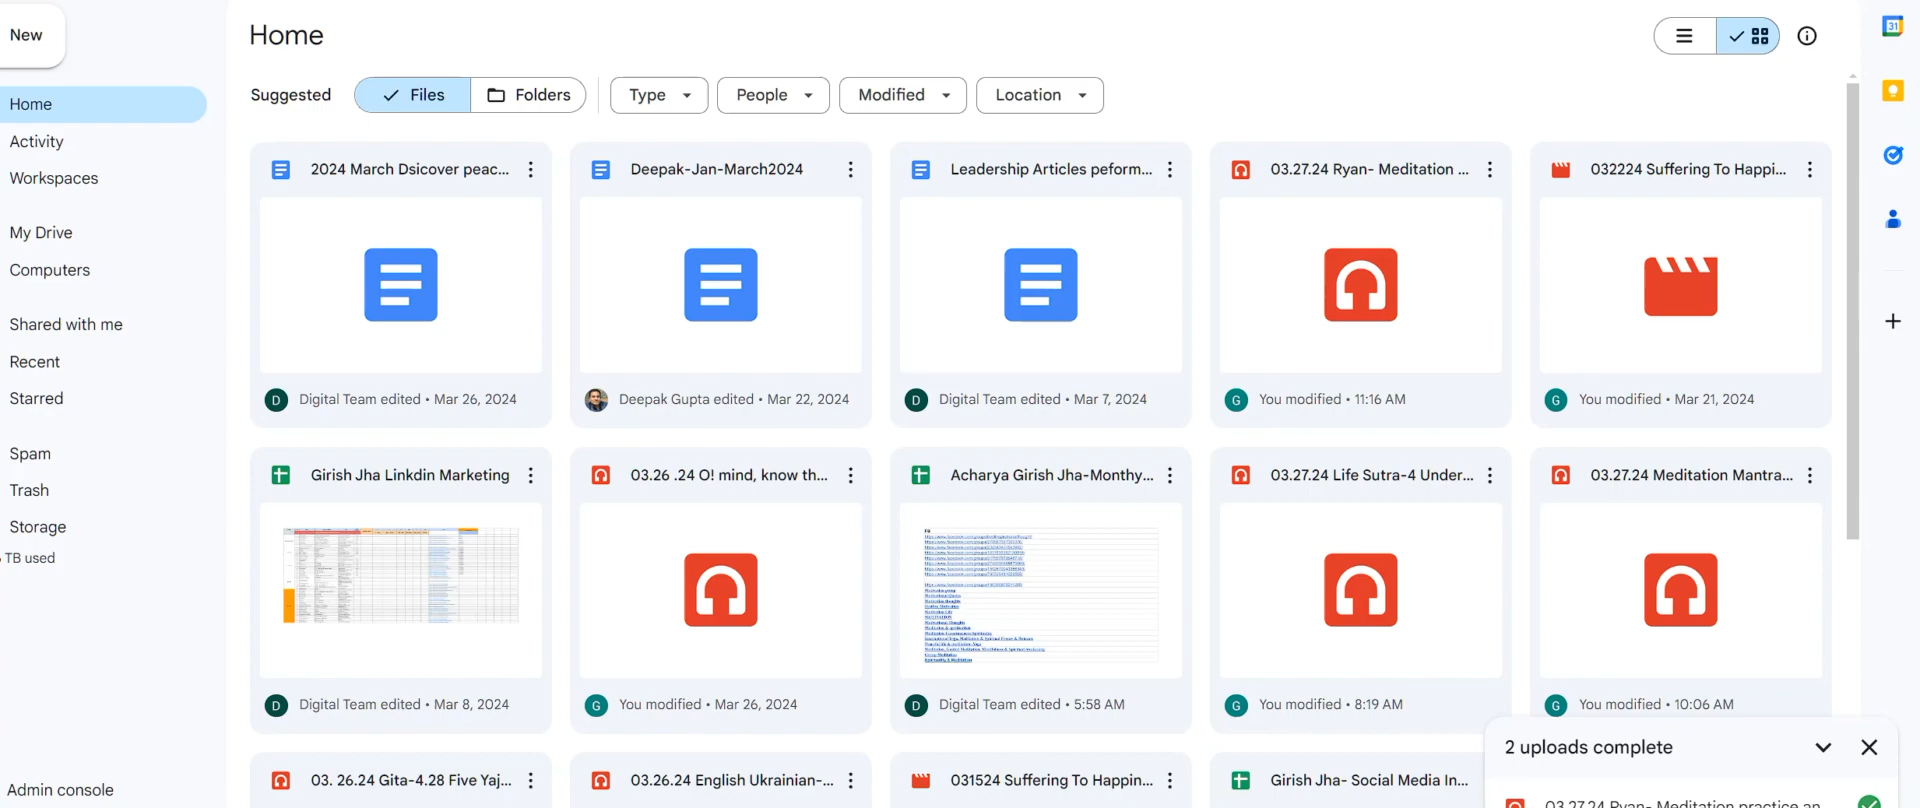 New
Home
Suggested
Files
Folders
Type
People
Modified
Location
Home
Activity
Workspaces
My Drive
Computers
Shared with me
Recent
Starred
Spam
Trash
Storage
TB used
Admin console
2024 March Dsicover peac...
Digital Team edited • Mar 26, 2024
Deepak-Jan-March2024
Deepak Gupta edited • Mar 22, 2024
Leadership Articles peform...
D Digital Team edited • Mar 7, 2024
03.27.24 Ryan- Meditation ...
G You modified • 11:16 AM
032224 Suffering To Happi...
G You modified • Mar 21, 2024
Girish Jha Linkdin Marketing
D Digital Team edited • Mar 8, 2024
03.26 .24 O! mind, know th...
G You modified • Mar 26, 2024
Acharya Girish Jha-Monthy...
D Digital Team edited • 5:58 AM
03.27.24 Life Sutra-4 Under...
G You modified • 8:19 AM
03.27.24 Meditation Mantra...
G You modified • 10:06 AM
03. 26.24 Gita-4.28 Five Yaj...
03.26.24 English Ukrainian-...
031524 Suffering To Happin...
Girish Jha- Social Media In...
2 uploads complete
03.27.24 Ryan- Meditation practice an
31